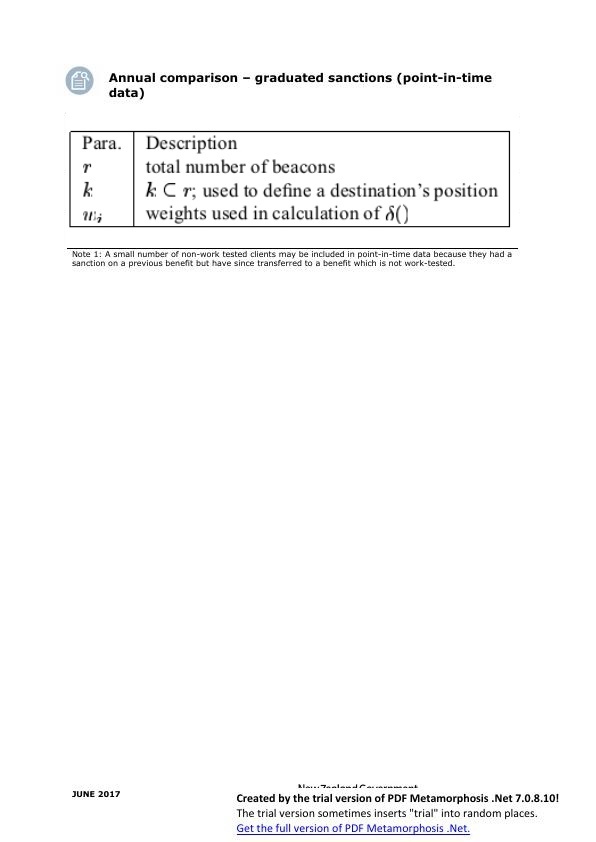 Annual comparison – graduated sanctions (point-in-time
data)
Para. Description
r total number of beacons
k k ⊂ r; used to define a destination's position
w_i weights used in calculation of δ()
Note 1: A small number of non-work tested clients may be included in point-in-time data because they had a
sanction on a previous benefit but have since transferred to a benefit which is not work-tested.
New Zealand Government
JUNE 2017
Created by the trial version of PDF Metamorphosis .Net 7.0.8.10!
The trial version sometimes inserts "trial" into random places.
Get the full version of PDF Metamorphosis .Net.